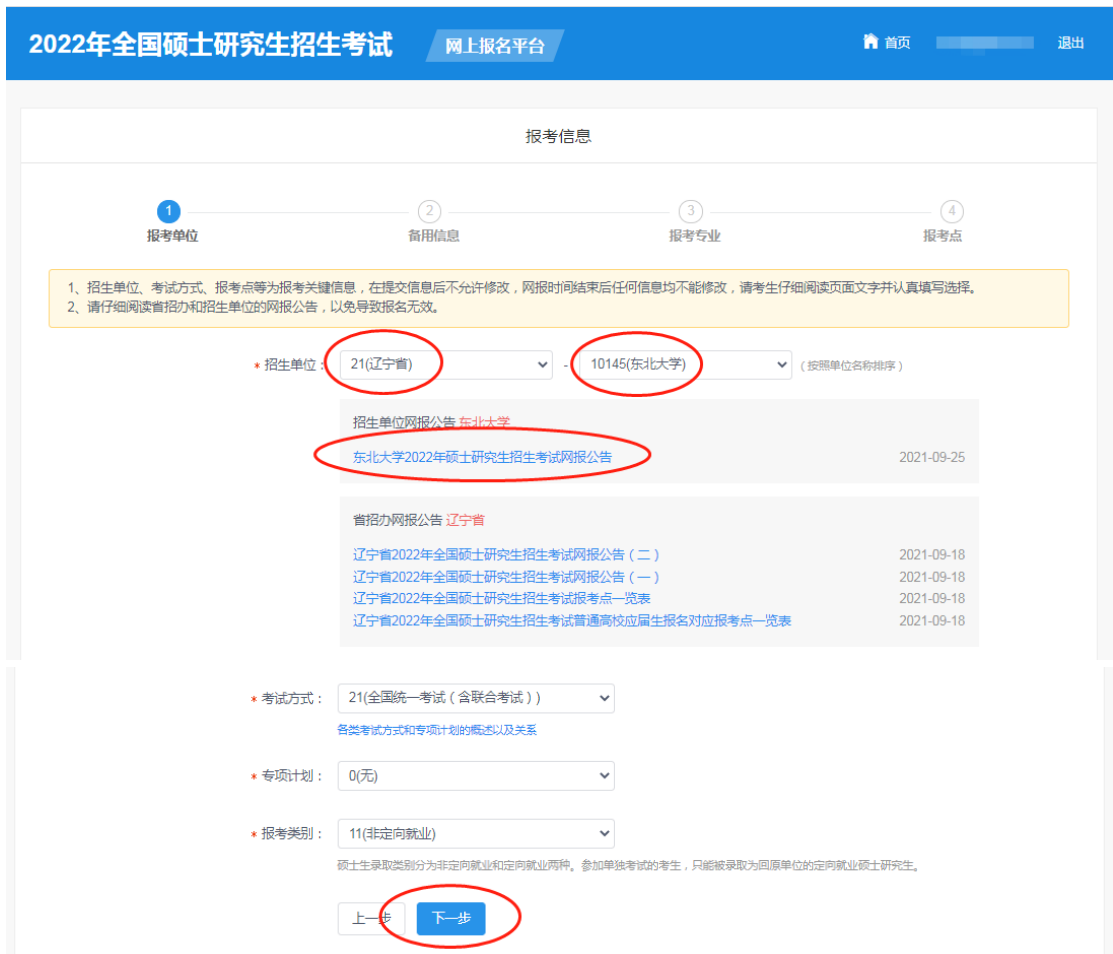 2022年全国硕士研究生招生考试 网上报名平台 首页 退出
报考信息
1 2 3 4
报考单位 备用信息 报考专业 报考点
1、招生单位、考试方式、报考点等为报考关键信息，在提交信息后不允许修改，网报时间结束后任何信息均不能修改，请考生仔细阅读页面文字并认真填写选择。
2、请仔细阅读省招办和招生单位的网报公告，以免导致报名无效。
* 招生单位： 21(辽宁省) - 10145(东北大学) （按照单位名称排序）
招生单位网报公告 东北大学
东北大学2022年硕士研究生招生考试网报公告 2021-09-25
省招办网报公告 辽宁省
辽宁省2022年全国硕士研究生招生考试网报公告（二） 2021-09-18
辽宁省2022年全国硕士研究生招生考试网报公告（一） 2021-09-18
辽宁省2022年全国硕士研究生招生考试报考点一览表 2021-09-18
辽宁省2022年全国硕士研究生招生考试普通高校应届生报名对应报考点一览表 2021-09-18
* 考试方式： 21(全国统一考试（含联合考试）)
各类考试方式和专项计划的概述以及关系
* 专项计划： 0(无)
* 报考类别： 11(非定向就业)
硕士生录取类别分为非定向就业和定向就业两种。参加单独考试的考生，只能被录取为回原单位的定向就业硕士研究生。
上一步 下一步